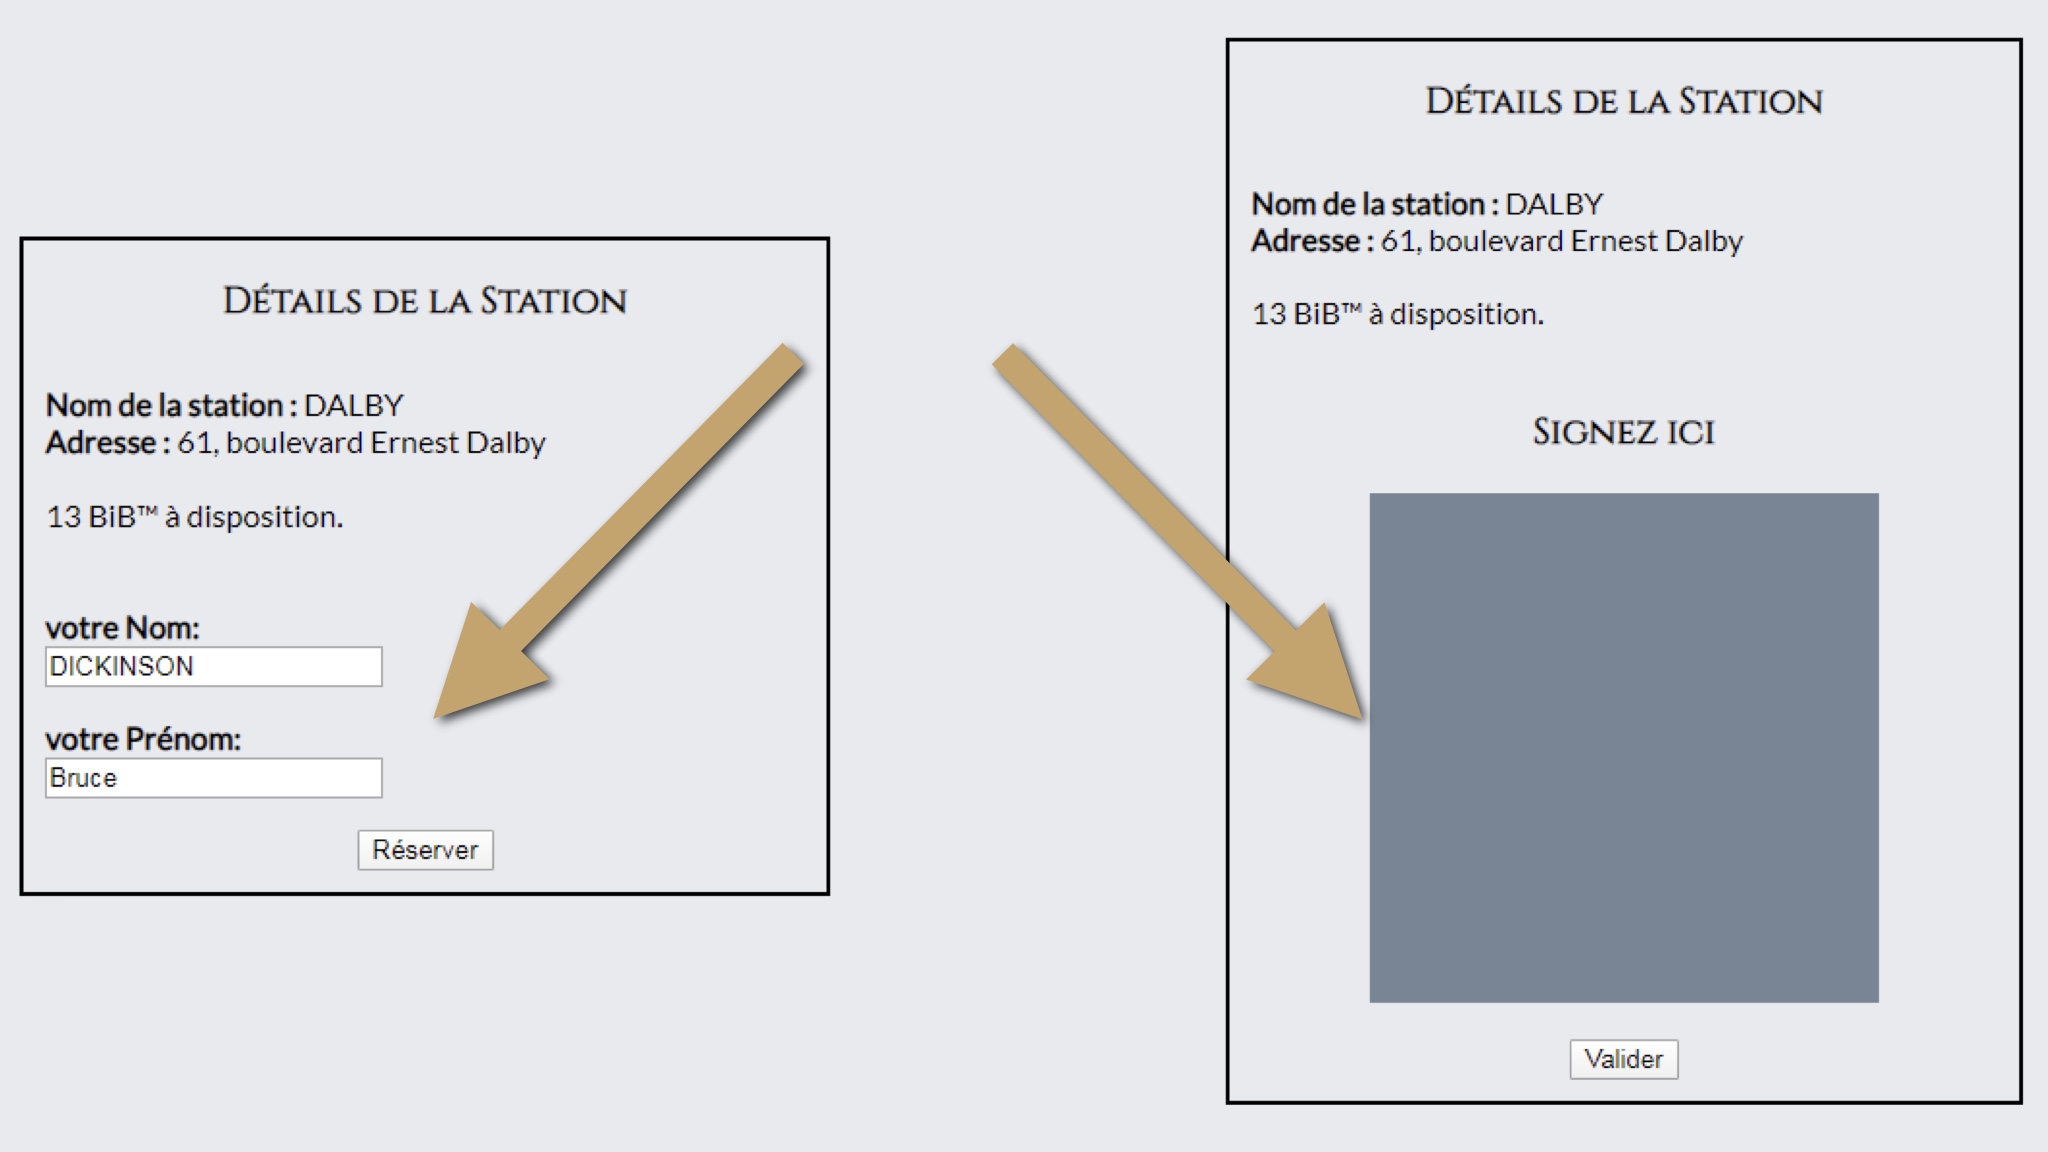 Détails de la Station
Nom de la station : DALBY
Adresse : 61, boulevard Ernest Dalby
13 BiB™ à disposition.
votre Nom:
DICKINSON
votre Prénom:
Bruce
Réserver
Détails de la Station
Nom de la station : DALBY
Adresse : 61, boulevard Ernest Dalby
13 BiB™ à disposition.
Signez ici
Valider